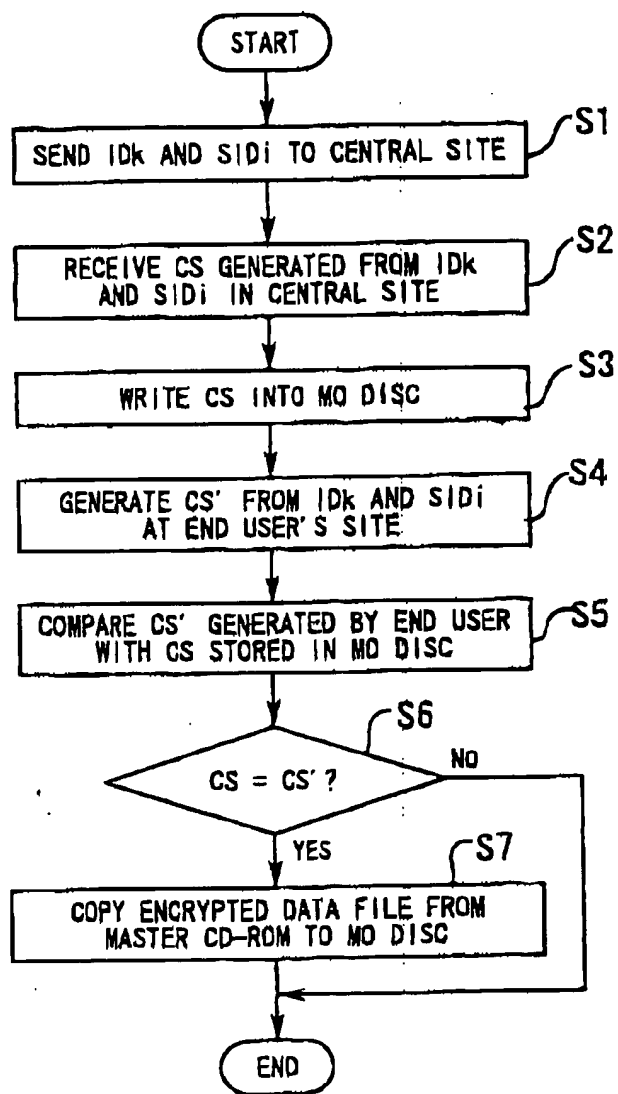 START
S1
SEND IDk AND SIDi TO CENTRAL SITE
S2
RECEIVE CS GENERATED FROM IDk
AND SIDi IN CENTRAL SITE
S3
WRITE CS INTO MO DISC
S4
GENERATE CS' FROM IDk AND SIDi
AT END USER'S SITE
S5
COMPARE CS' GENERATED BY END USER
WITH CS STORED IN MO DISC
S6
CS = CS' ?
NO
YES
S7
COPY ENCRYPTED DATA FILE FROM
MASTER CD-ROM TO MO DISC
END